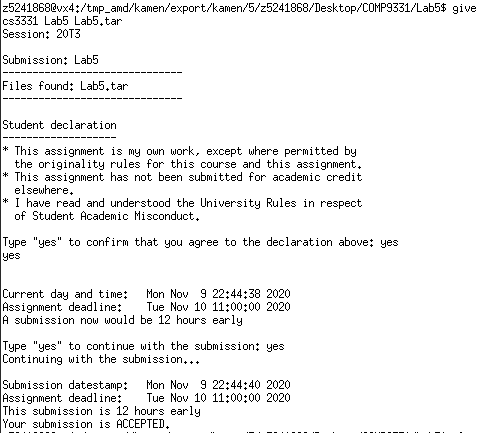 z5241868@vx4:/tmp_amd/kamen/export/kamen/5/z5241868/Desktop/COMP9331/Lab5$ give
cs3331 Lab5 Lab5.tar
Session: 20T3
Submission: Lab5
------------------------------
Files found: Lab5.tar
------------------------------
Student declaration
-------------------
* This assignment is my own work, except where permitted by
the originality rules for this course and this assignment.
* This assignment has not been submitted for academic credit
elsewhere.
* I have read and understood the University Rules in respect
of Student Academic Misconduct.
Type "yes" to confirm that you agree to the declaration above: yes
yes
Current day and time:   Mon Nov  9 22:44:38 2020
Assignment deadline:    Tue Nov 10 11:00:00 2020
A submission now would be 12 hours early
Type "yes" to continue with the submission: yes
Continuing with the submission...
Submission datestamp:   Mon Nov  9 22:44:40 2020
Assignment deadline:    Tue Nov 10 11:00:00 2020
This submission is 12 hours early
Your submission is ACCEPTED.